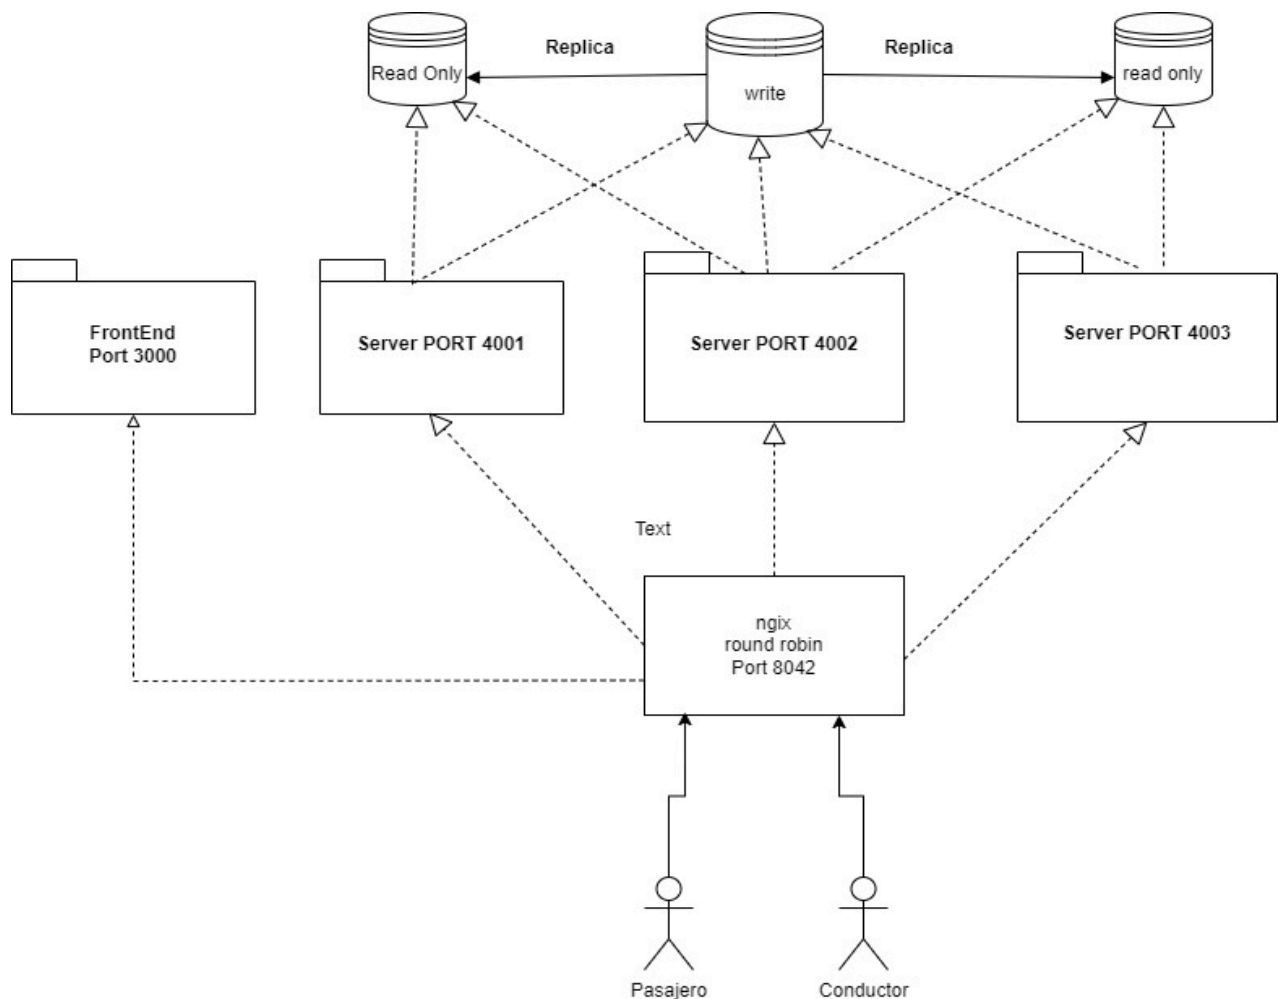 Replica
Replica
Read Only
write
read only
FrontEnd
Port 3000
Server PORT 4001
Server PORT 4002
Server PORT 4003
Text
ngix
round robin
Port 8042
Pasajero
Conductor